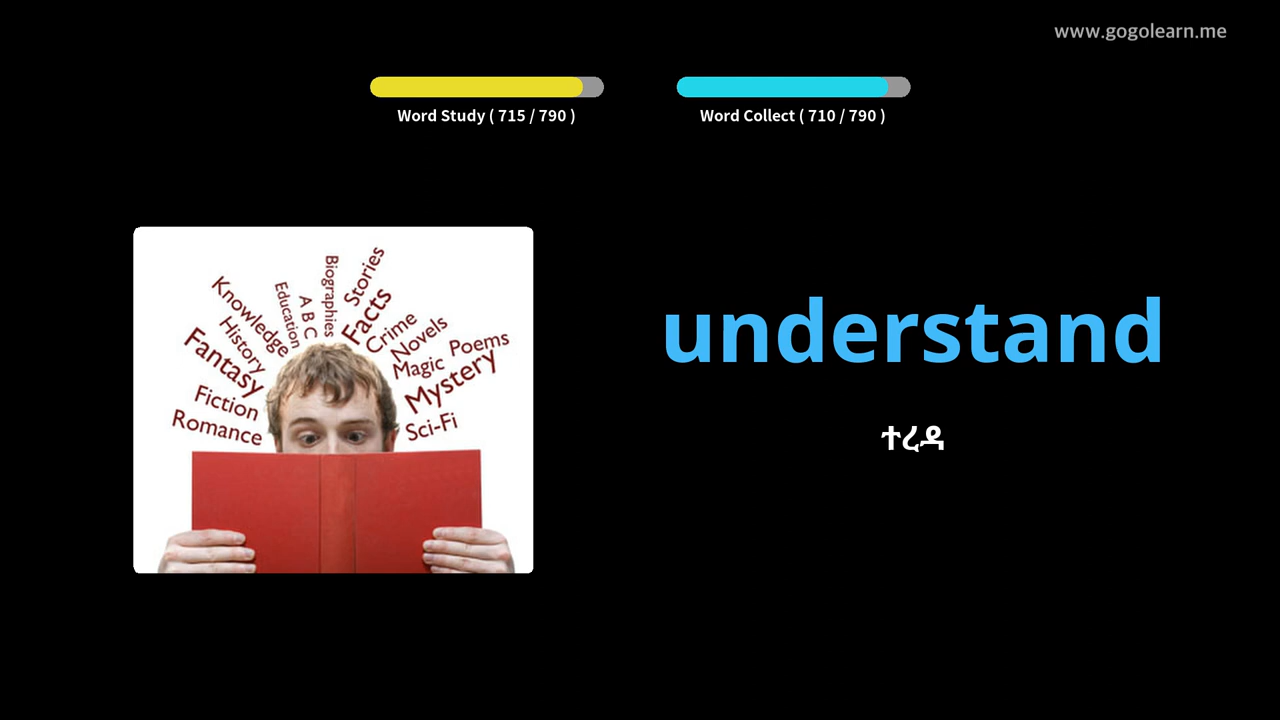 www.gogolearn.me
Word Study ( 715 / 790 )
Word Collect ( 710 / 790 )
Knowledge
History
Fantasy
Fiction
Romance
Education
A B C
Biographies
Stories
Facts
Crime
Novels
Magic
Poems
Mystery
Sci-Fi
understand
ተረዳ